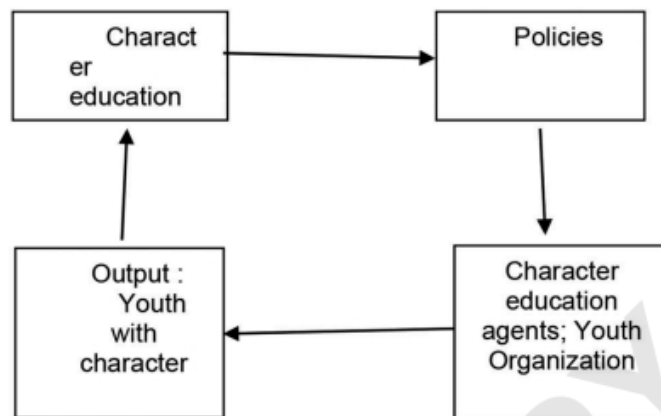 Charact
er
education
Policies
Output :
Youth
with
character
Character
education
agents; Youth
Organization